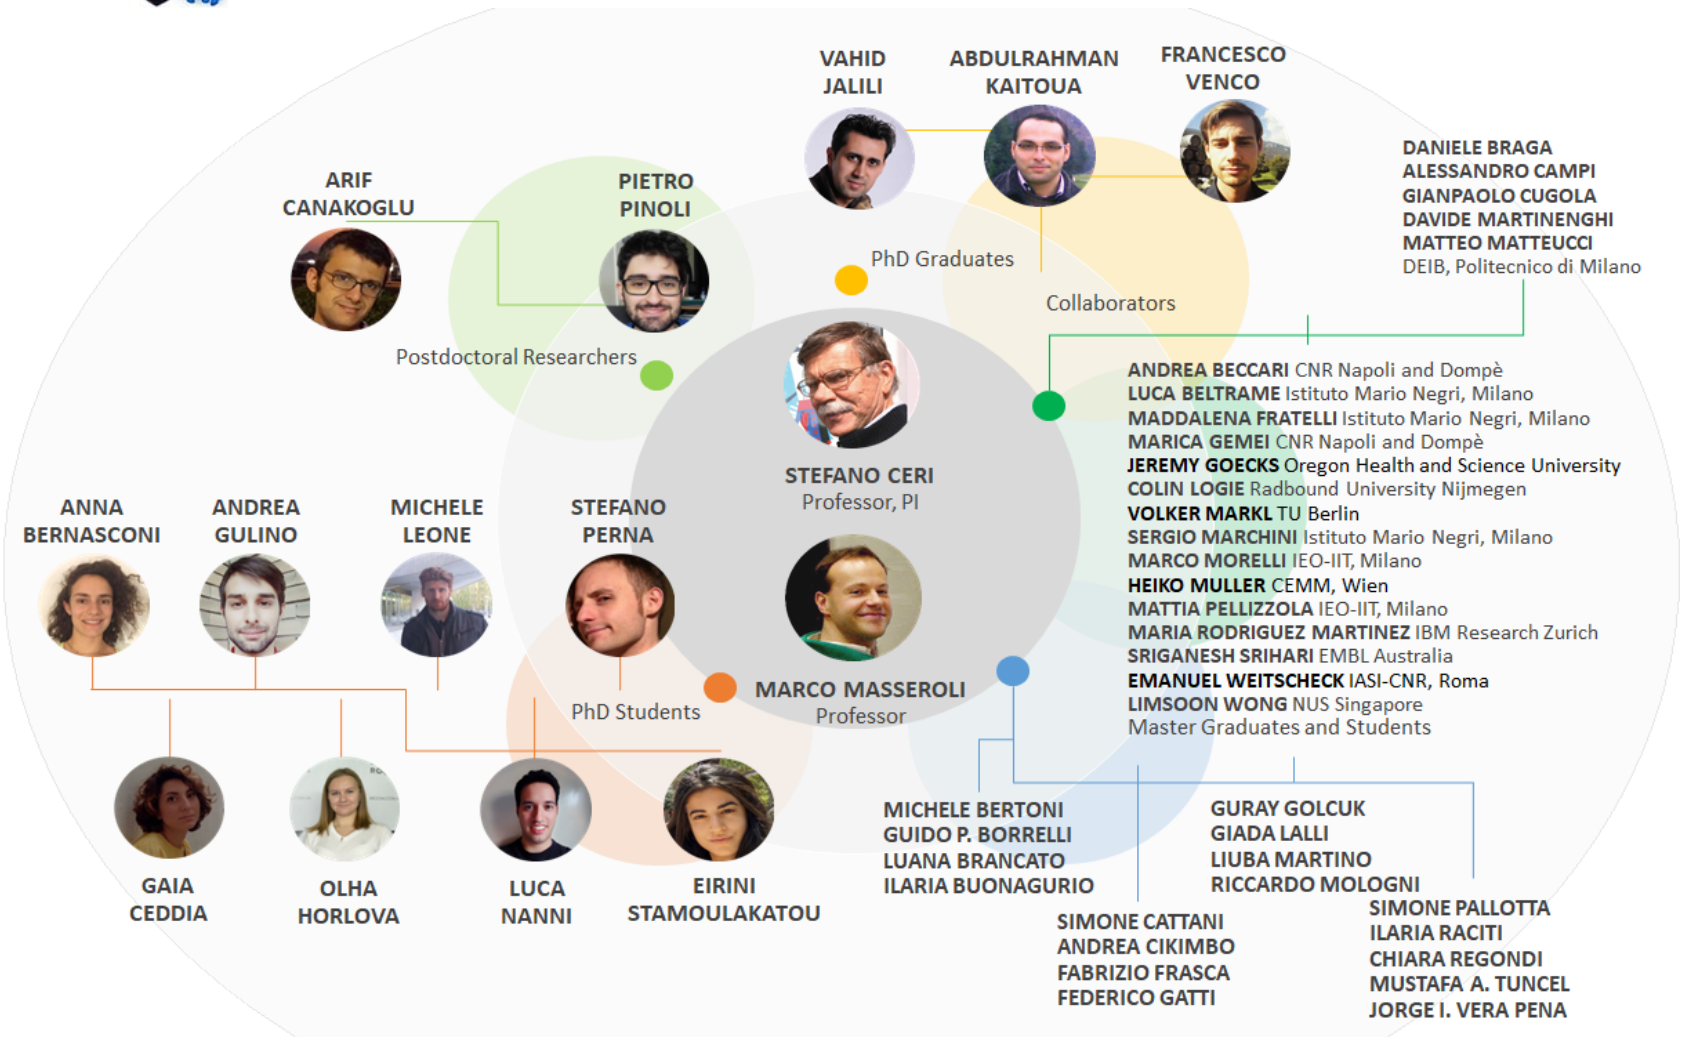 VAHID
JALILI
ABDULRAHMAN
KAITOUA
FRANCESCO
VENCO
ARIF
CANAKOGLU
PIETRO
PINOLI
PhD Graduates
Collaborators
DANIELE BRAGA
ALESSANDRO CAMPI
GIANPAOLO CUGOLA
DAVIDE MARTINENGHI
MATTEO MATTEUCCI
DEIB, Politecnico di Milano
Postdoctoral Researchers
STEFANO CERI
Professor, PI
ANDREA BECCARI CNR Napoli and Dompè
LUCA BELTRAME Istituto Mario Negri, Milano
MADDALENA FRATELLI Istituto Mario Negri, Milano
MARICA GEMEI CNR Napoli and Dompè
JEREMY GOECKS Oregon Health and Science University
COLIN LOGIE Radbound University Nijmegen
VOLKER MARKL TU Berlin
SERGIO MARCHINI Istituto Mario Negri, Milano
MARCO MORELLI IEO-IIT, Milano
HEIKO MULLER CEMM, Wien
MATTIA PELLIZZOLA IEO-IIT, Milano
MARIA RODRIGUEZ MARTINEZ IBM Research Zurich
SRIGANESH SRIHARI EMBL Australia
EMANUEL WEITSCHECK IASI-CNR, Roma
LIMSOON WONG NUS Singapore
Master Graduates and Students
ANNA
BERNASCONI
ANDREA
GULINO
MICHELE
LEONE
STEFANO
PERNA
MARCO MASSEROLI
Professor
PhD Students
GAIA
CEDDIA
OLHA
HORLOVA
LUCA
NANNI
EIRINI
STAMOULAKATOU
MICHELE BERTONI
GUIDO P. BORRELLI
LUANA BRANCATO
ILARIA BUONAGURIO
SIMONE CATTANI
ANDREA CIKIMBO
FABRIZIO FRASCA
FEDERICO GATTI
GURAY GOLCUK
GIADA LALLI
LIUBA MARTINO
RICCARDO MOLOGNI
SIMONE PALLOTTA
ILARIA RACITI
CHIARA REGONDI
MUSTAFA A. TUNCEL
JORGE I. VERA PENA